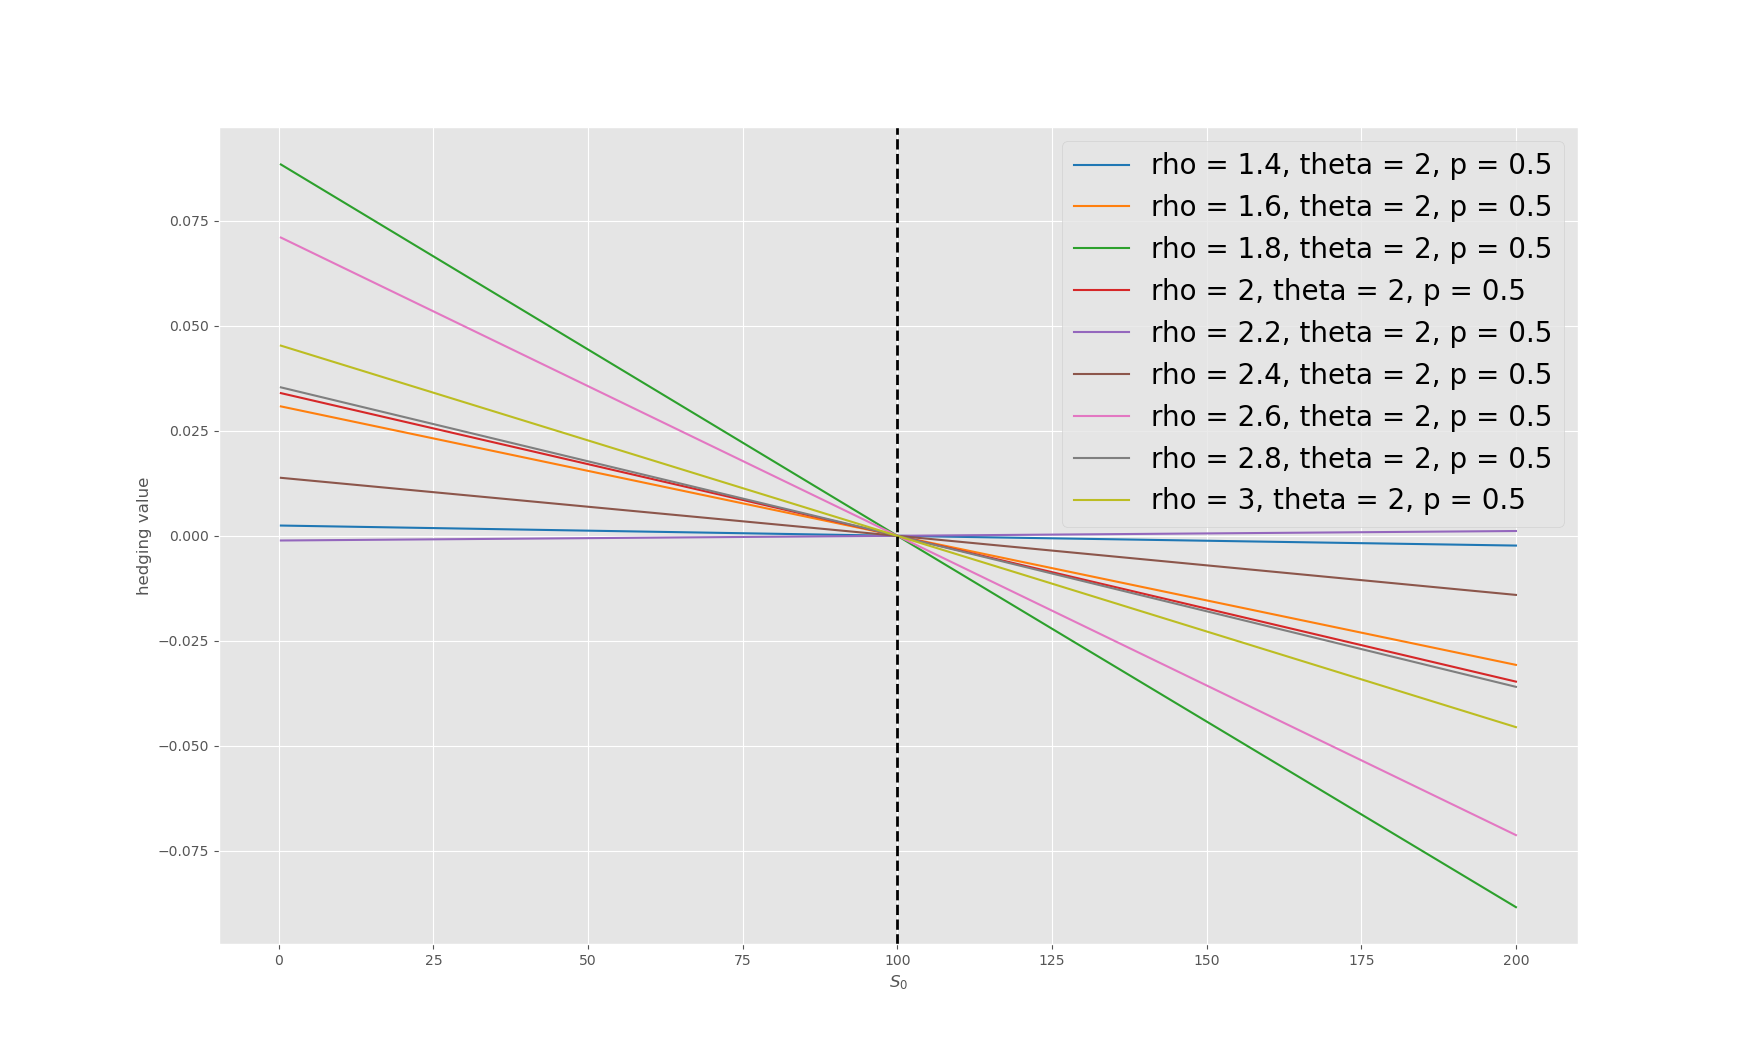 rho = 1.4, theta = 2, p = 0.5
rho = 1.6, theta = 2, p = 0.5
rho = 1.8, theta = 2, p = 0.5
rho = 2, theta = 2, p = 0.5
rho = 2.2, theta = 2, p = 0.5
rho = 2.4, theta = 2, p = 0.5
rho = 2.6, theta = 2, p = 0.5
rho = 2.8, theta = 2, p = 0.5
rho = 3, theta = 2, p = 0.5
hedging value
0.075
0.050
0.025
0.000
−0.025
−0.050
−0.075
0 25 50 75 100 125 150 175 200
S₀